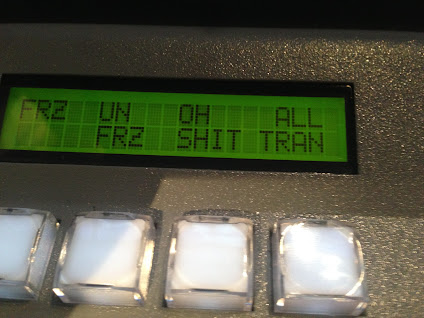 FRZ UN OH ALL
FRZ SHIT TRAN